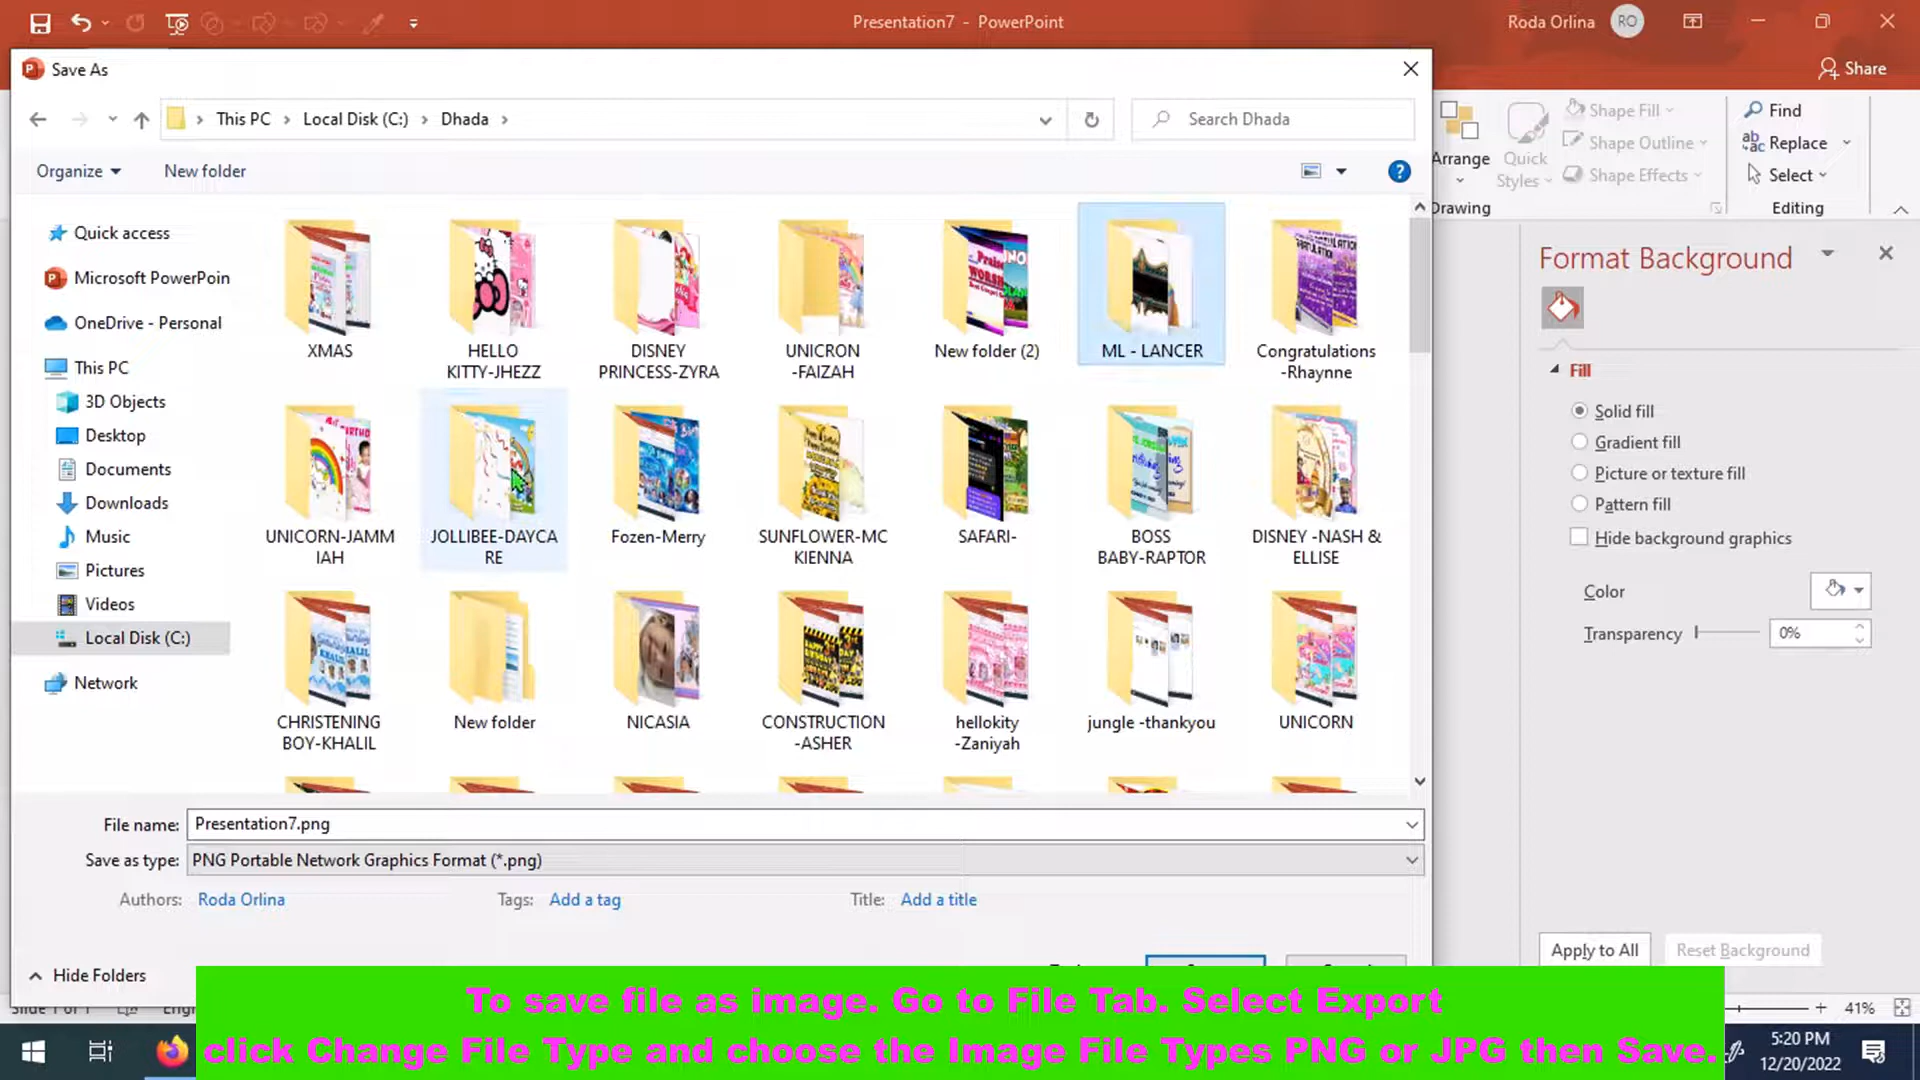 Presentation7 - PowerPoint
Roda Orlina
RO
Save As
Share
This PC
Local Disk (C:)
Dhada
Search Dhada
Organize
New folder
Arrange
Quick
Styles
Shape Fill
Shape Outline
Shape Effects
Drawing
Find
Replace
Select
Editing
Quick access
Microsoft PowerPoin
OneDrive - Personal
This PC
3D Objects
Desktop
Documents
Downloads
Music
Pictures
Videos
Local Disk (C:)
Network
XMAS
HELLO
KITTY-JHEZZ
DISNEY
PRINCESS-ZYRA
UNICRON
-FAIZAH
New folder (2)
ML - LANCER
Congratulations
-Rhaynne
UNICORN-JAMM
IAH
JOLLIBEE-DAYCA
RE
Fozen-Merry
SUNFLOWER-MC
KIENNA
SAFARI-
BOSS
BABY-RAPTOR
DISNEY -NASH &
ELLISE
CHRISTENING
BOY-KHALIL
New folder
NICASIA
CONSTRUCTION
-ASHER
hellokity
-Zaniyah
jungle -thankyou
UNICORN
File name:
Presentation7.png
Save as type:
PNG Portable Network Graphics Format (*.png)
Authors:
Roda Orlina
Tags:
Add a tag
Title:
Add a title
Hide Folders
Format Background
Fill
Solid fill
Gradient fill
Picture or texture fill
Pattern fill
Hide background graphics
Color
Transparency
0%
Apply to All
Reset Background
To save file as image. Go to File Tab. Select Export
click Change File Type and choose the Image File Types PNG or JPG then Save.
41%
5:20 PM
12/20/2022